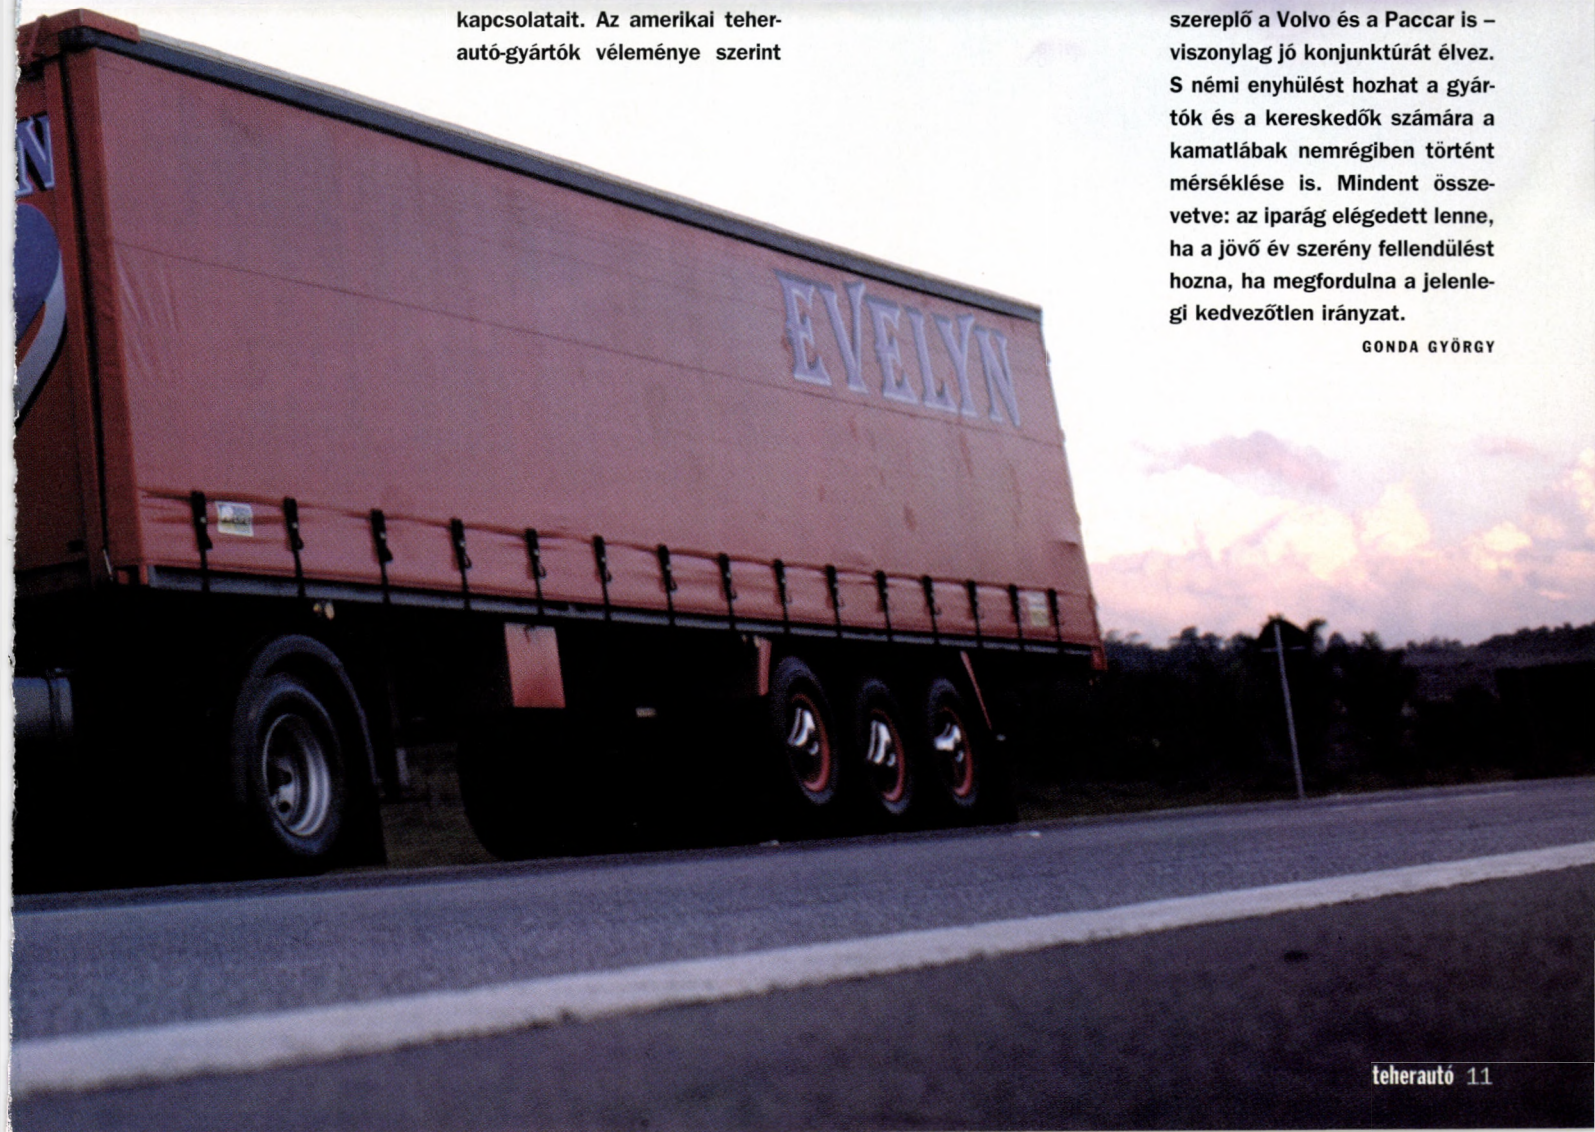 kapcsolatait. Az amerikai teher-
autó-gyártók véleménye szerint
szereplő a Volvo és a Paccar is –
viszonylag jó konjunktúrát élvez.
S némi enyhülést hozhat a gyár-
tók és a kereskedők számára a
kamatlábak nemrégiben történt
mérséklése is. Mindent össze-
vetve: az iparág elégedett lenne,
ha a jövő év szerény fellendülést
hozna, ha megfordulna a jelenle-
gi kedvezőtlen irányzat.
GONDA GYÖRGY
N
EVELYN
teherautó 11